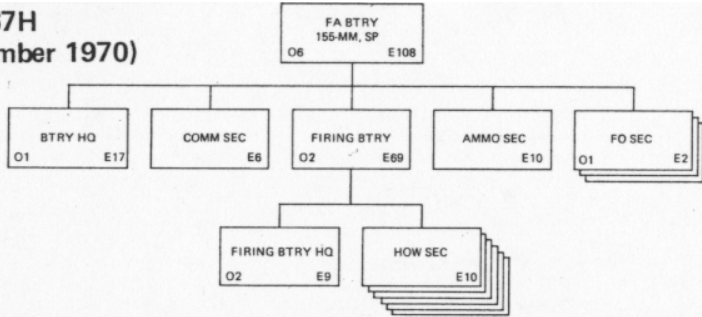 7H
mber 1970)
FA BTRY
155-MM, SP
O6 E108
BTRY HQ
O1 E17
COMM SEC
E6
FIRING BTRY
O2 E69
AMMO SEC
E10
FO SEC
O1 E2
FIRING BTRY HQ
O2 E9
HOW SEC
E10